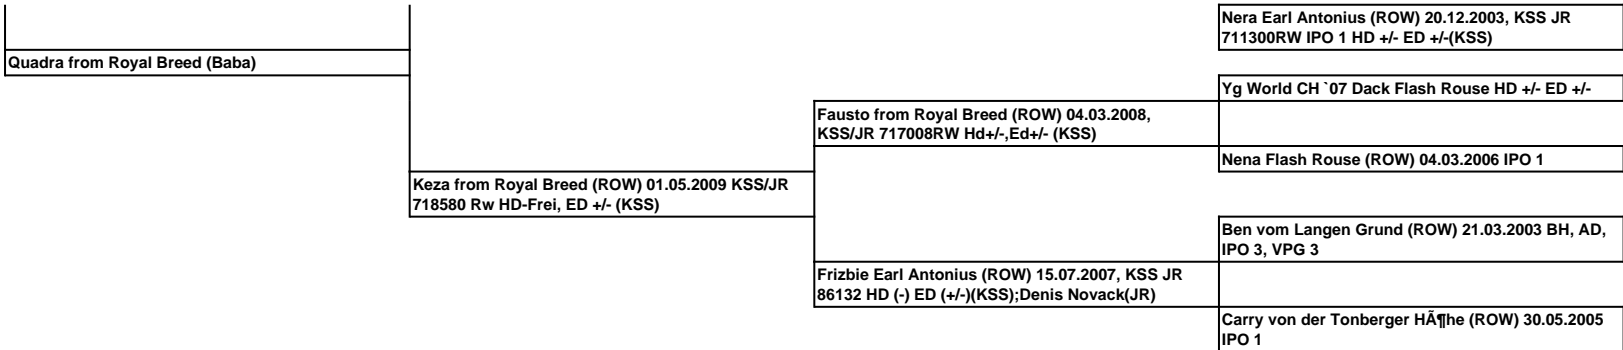 Nera Earl Antonius (ROW) 20.12.2003, KSS JR
711300RW IPO 1 HD +/- ED +/-(KSS)
Quadra from Royal Breed (Baba)
Yg World CH `07 Dack Flash Rouse HD +/- ED +/-
Fausto from Royal Breed (ROW) 04.03.2008,
KSS/JR 717008RW Hd+/-,Ed+/- (KSS)
Nena Flash Rouse (ROW) 04.03.2006 IPO 1
Keza from Royal Breed (ROW) 01.05.2009 KSS/JR
718580 Rw HD-Frei, ED +/- (KSS)
Ben vom Langen Grund (ROW) 21.03.2003 BH, AD,
IPO 3, VPG 3
Frizbie Earl Antonius (ROW) 15.07.2007, KSS JR
86132 HD (-) ED (+/-)(KSS);Denis Novack(JR)
Carry von der Tonberger HÃ¶he (ROW) 30.05.2005
IPO 1